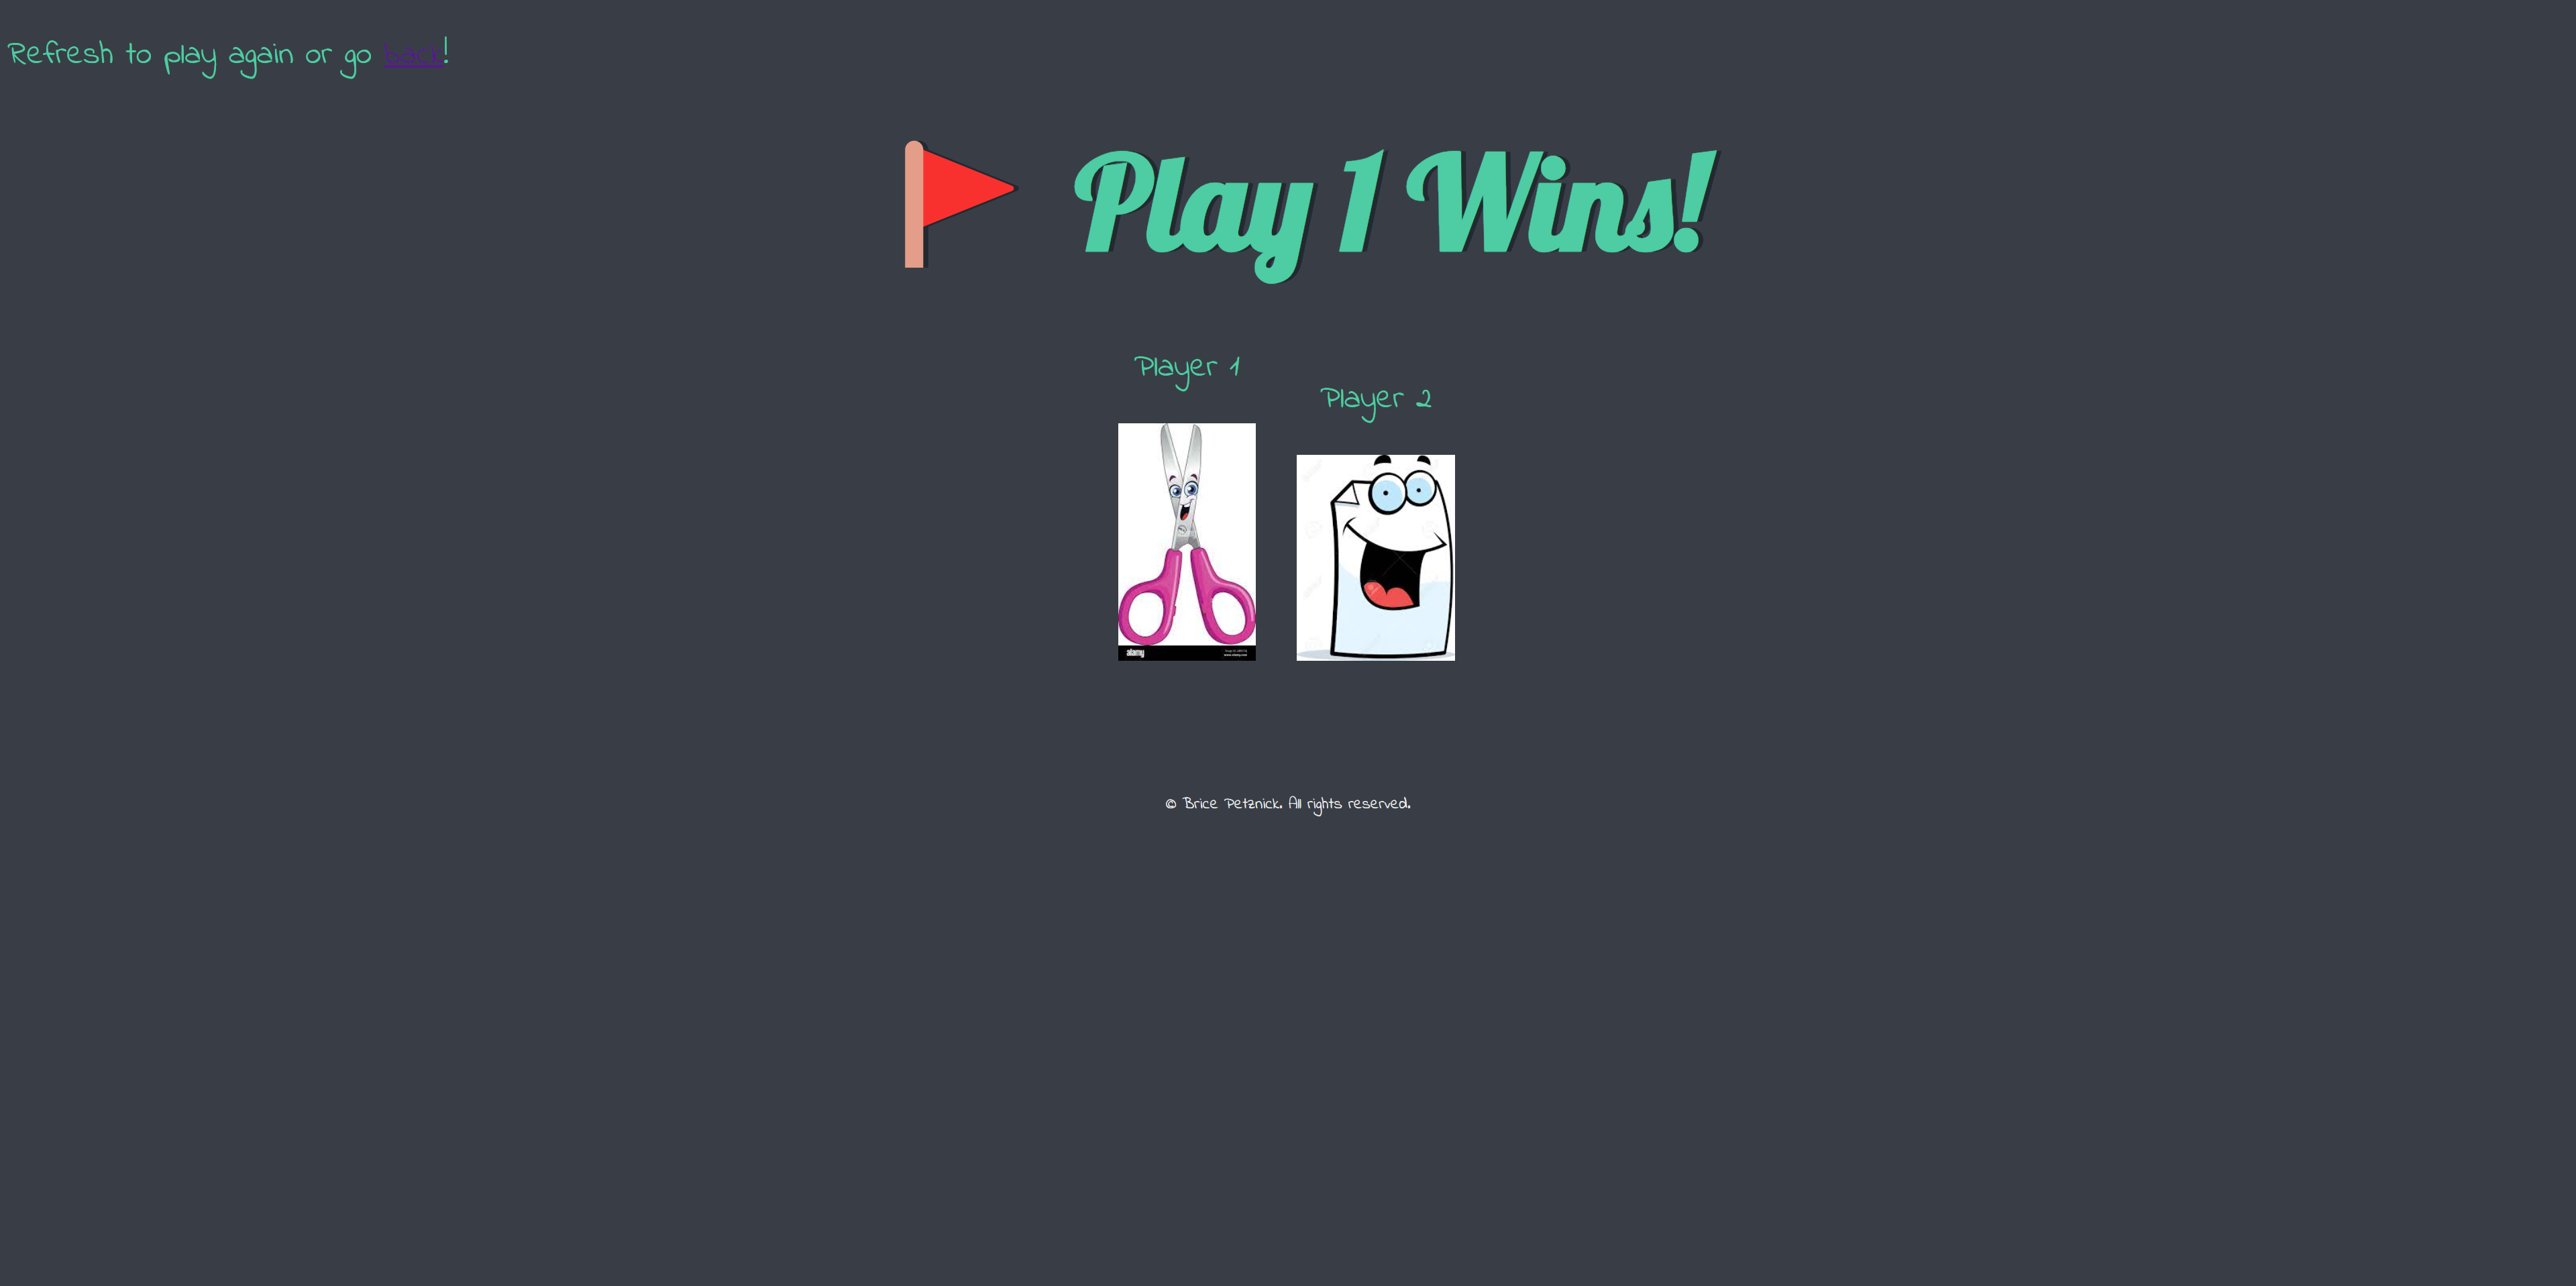 Refresh to play again or go back!
🚩 Play 1 Wins!
Player 1
Player 2
alamy
© Brice Petznick. All rights reserved.